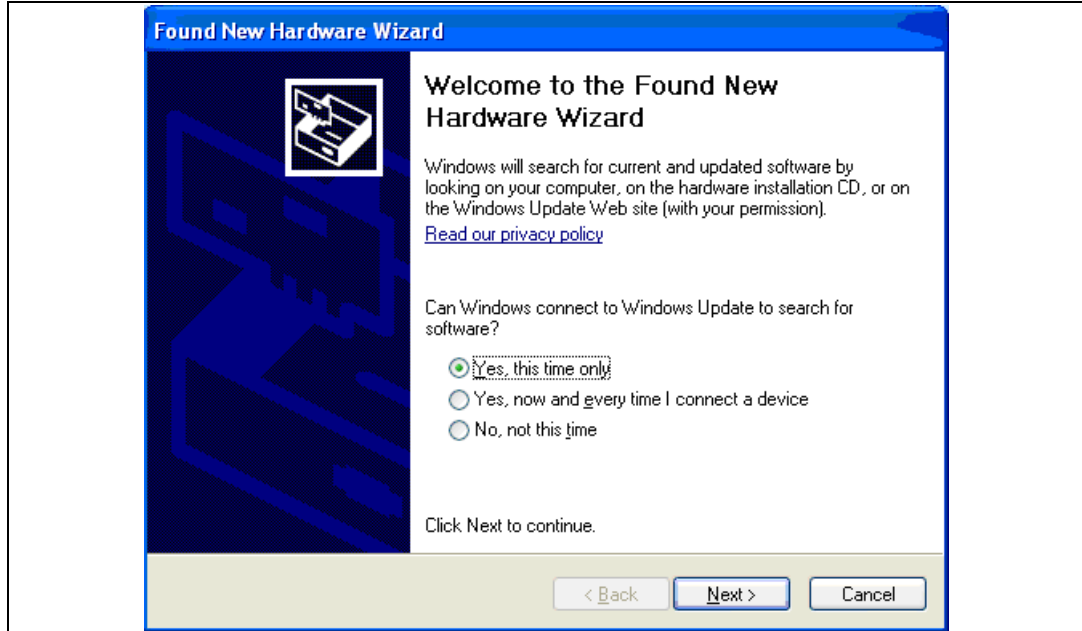 Found New Hardware Wizard
Welcome to the Found New
Hardware Wizard
Windows will search for current and updated software by
looking on your computer, on the hardware installation CD, or on
the Windows Update Web site (with your permission).
Read our privacy policy
Can Windows connect to Windows Update to search for
software?
Yes, this time only
Yes, now and every time I connect a device
No, not this time
Click Next to continue.
< Back
Next >
Cancel